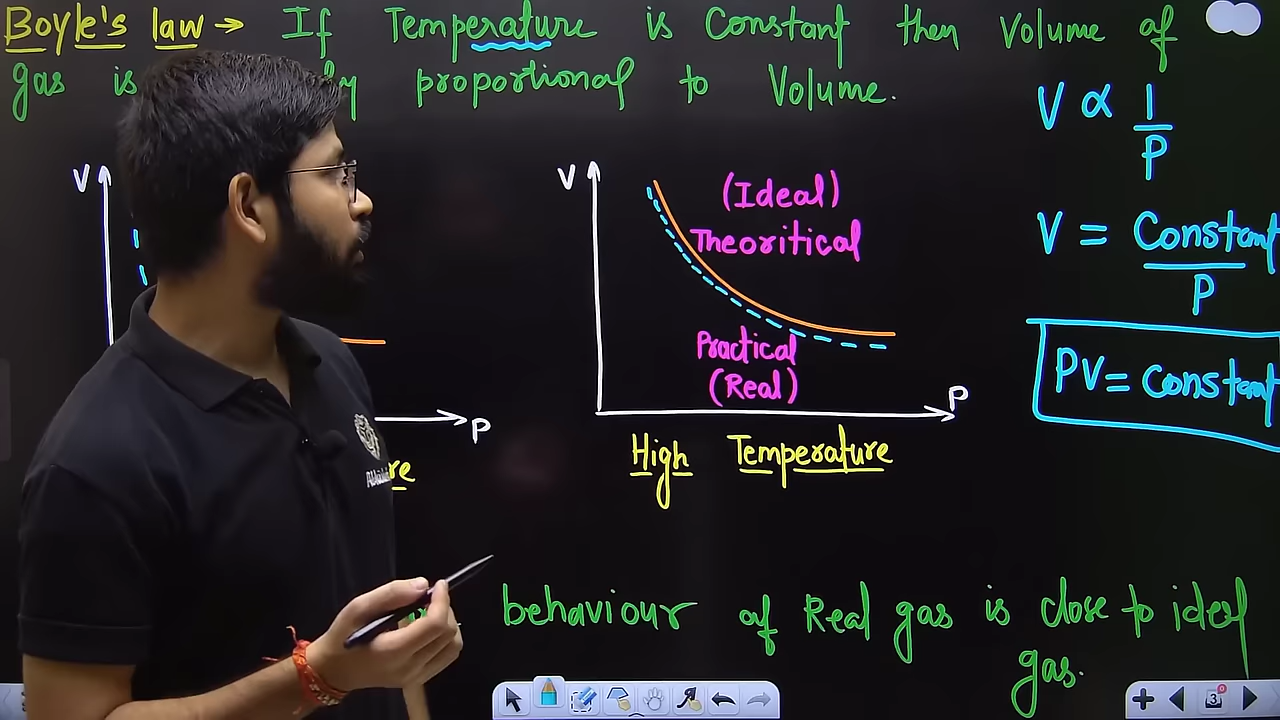 Boyle's law → If Temperature is Constant then Volume of
gas is proportional to Volume.
V ∝ 1/P
V
V
(Ideal)
Theoritical
V = Constant/P
Practical
(Real)
PV = Constant
P
P
High Temperature
behaviour of Real gas is close to ideal
gas.
3